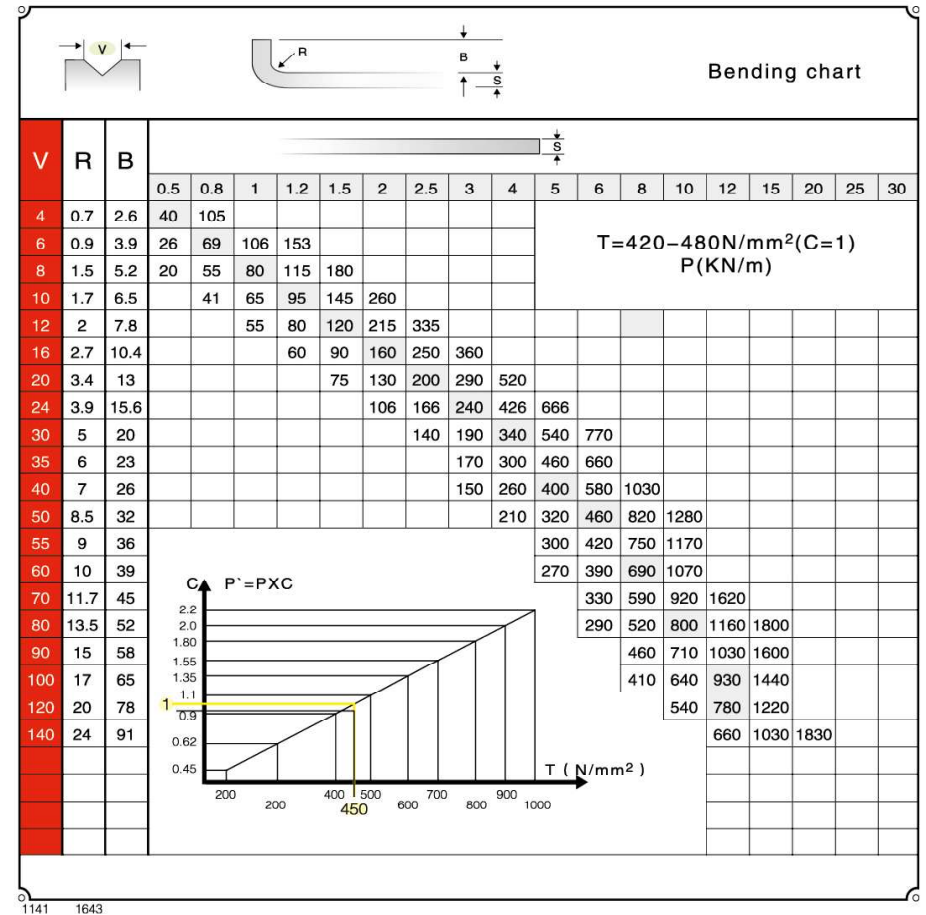 V
R
B
S
Bending chart
V R B
S
0.5 0.8 1 1.2 1.5 2 2.5 3 4 5 6 8 10 12 15 20 25 30
4 0.7 2.6 40 105
T=420-480N/mm²(C=1)
6 0.9 3.9 26 69 106 153
P(KN/m)
8 1.5 5.2 20 55 80 115 180
10 1.7 6.5 41 65 95 145 260
12 2 7.8 55 80 120 215 335
16 2.7 10.4 60 90 160 250 360
20 3.4 13 75 130 200 290 520
24 3.9 15.6 106 166 240 426 666
30 5 20 140 190 340 540 770
35 6 23 170 300 460 660
40 7 26 150 260 400 580 1030
50 8.5 32 210 320 460 820 1280
55 9 36 300 420 750 1170
60 10 39 270 390 690 1070
70 11.7 45 330 590 920 1620
80 13.5 52 290 520 800 1160 1800
90 15 58 460 710 1030 1600
100 17 65 410 640 930 1440
120 20 78 540 780 1220
140 24 91 660 1030 1830
C P`=PXC
2.2
2.0
1.80
1.55
1.35
1.1
1
0.9
0.62
0.45
T ( N/mm² )
200 400 500 700 900
200 450 600 800 1000
1141 1643